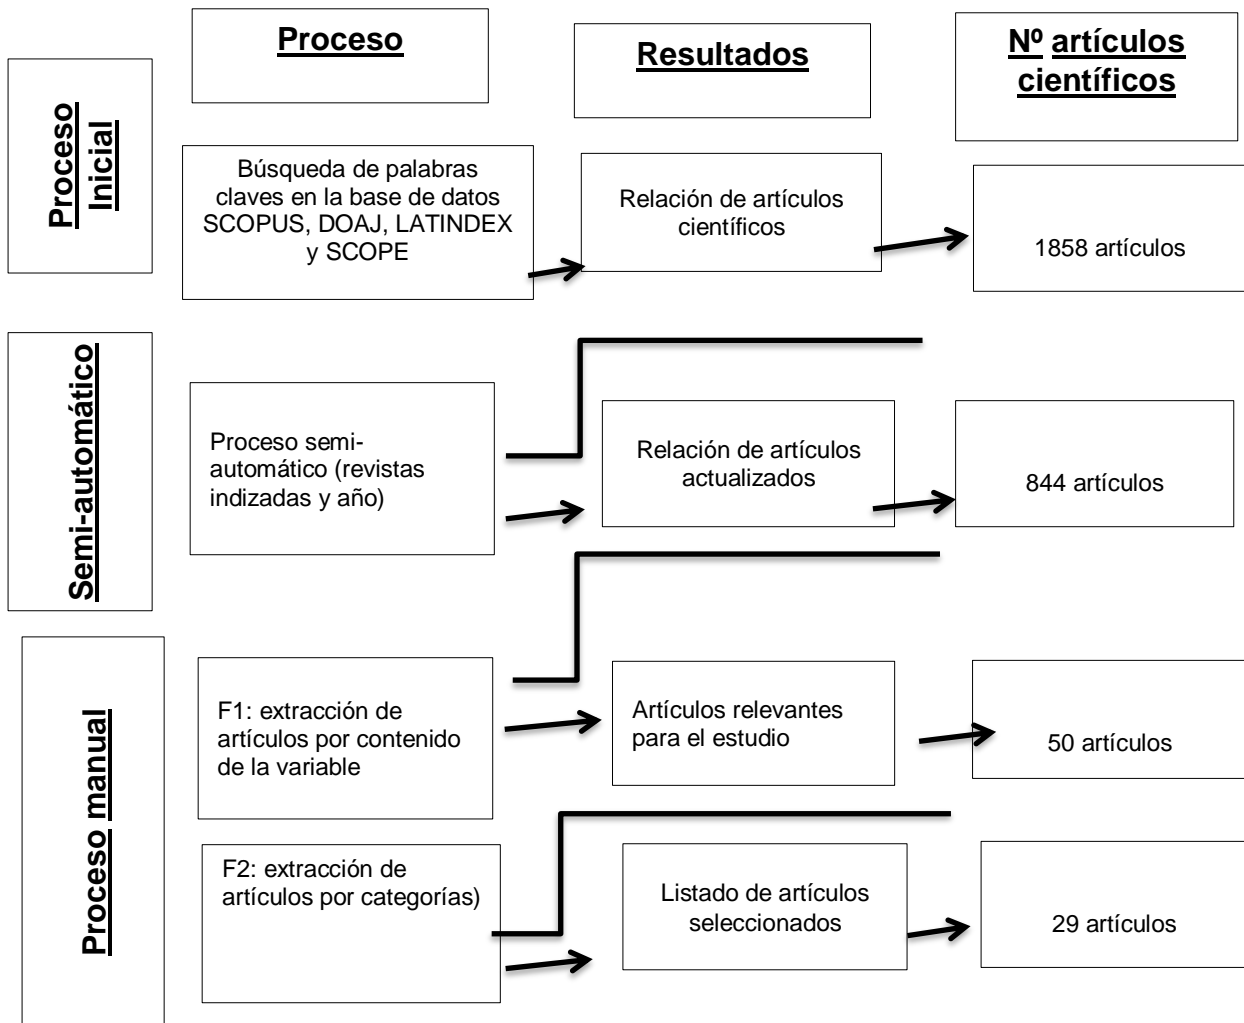 Proceso
Resultados
Nº artículos
científicos
Proceso
Inicial
Búsqueda de palabras
claves en la base de datos
SCOPUS, DOAJ, LATINDEX
y SCOPE
Relación de artículos
científicos
1858 artículos
Semi-automático
Proceso semi-
automático (revistas
indizadas y año)
Relación de artículos
actualizados
844 artículos
Proceso manual
F1: extracción de
artículos por contenido
de la variable
Artículos relevantes
para el estudio
50 artículos
F2: extracción de
artículos por categorías)
Listado de artículos
seleccionados
29 artículos